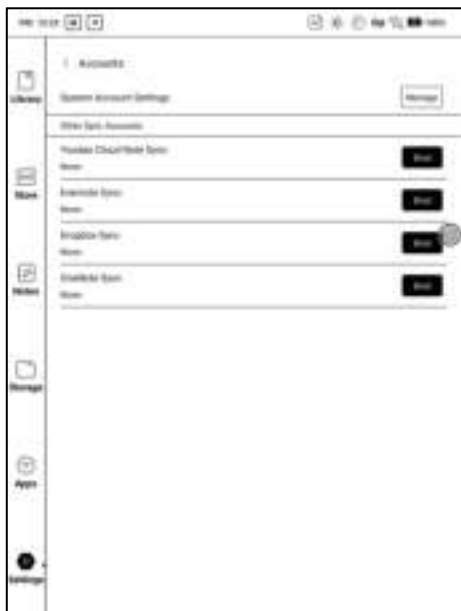 Accounts
System Account Settings
Manage
Other Sync Accounts
Youdao Cloud Note Sync
None
Bind
Evernote Sync
None
Bind
Dropbox Sync
None
Bind
OneNote Sync
None
Bind
Library
Store
Notes
Storage
Apps
Settings